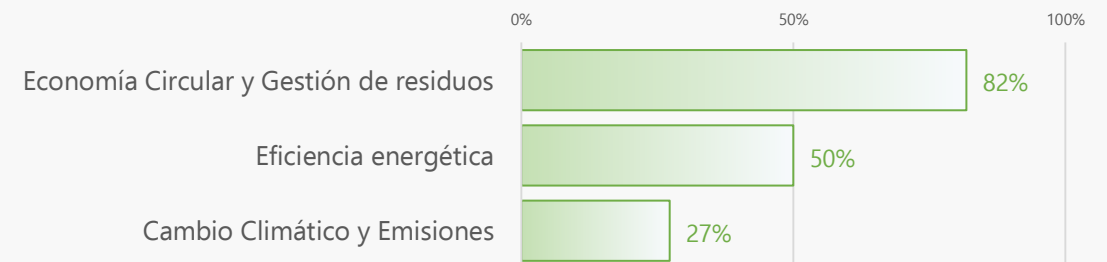 0% 50% 100%
Economía Circular y Gestión de residuos 82%
Eficiencia energética 50%
Cambio Climático y Emisiones 27%